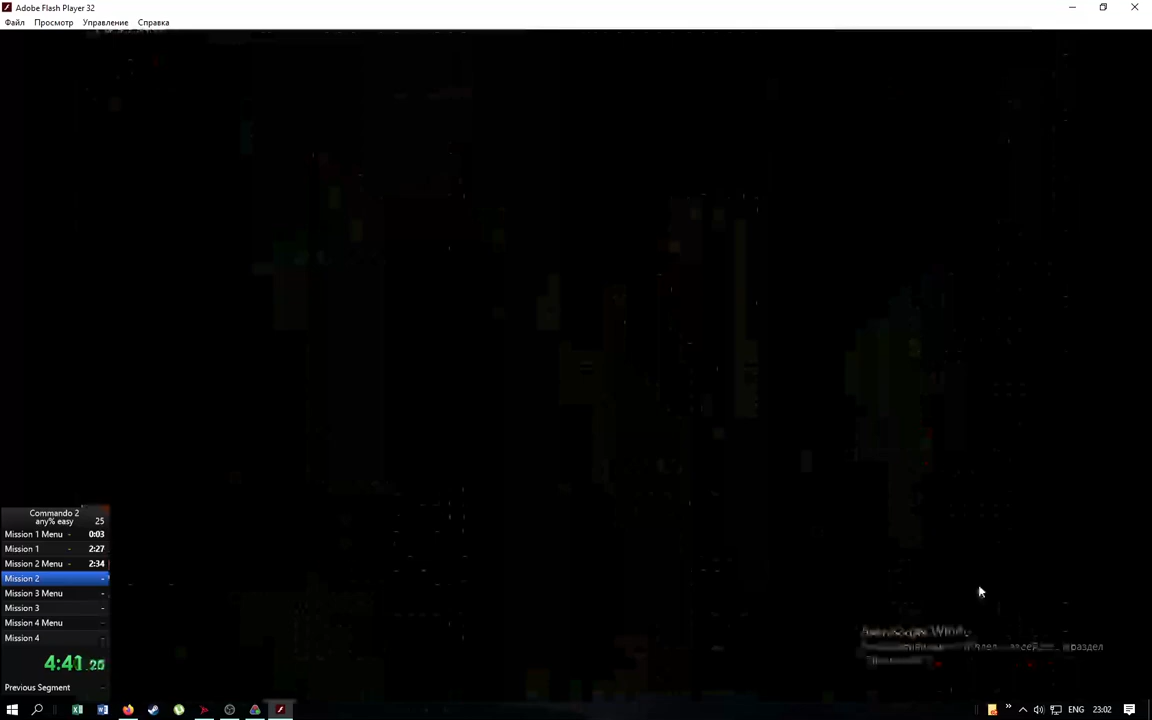 Adobe Flash Player 32
Файл Просмотр Управление Справка
Commando 2
any% easy 25
Mission 1 Menu - 0:03
Mission 1 - 2:27
Mission 2 Menu - 2:34
Mission 2 -
Mission 3 Menu -
Mission 3 -
Mission 4 Menu -
Mission 4 -
4:41.20
Previous Segment -
раздел
ENG 23:02